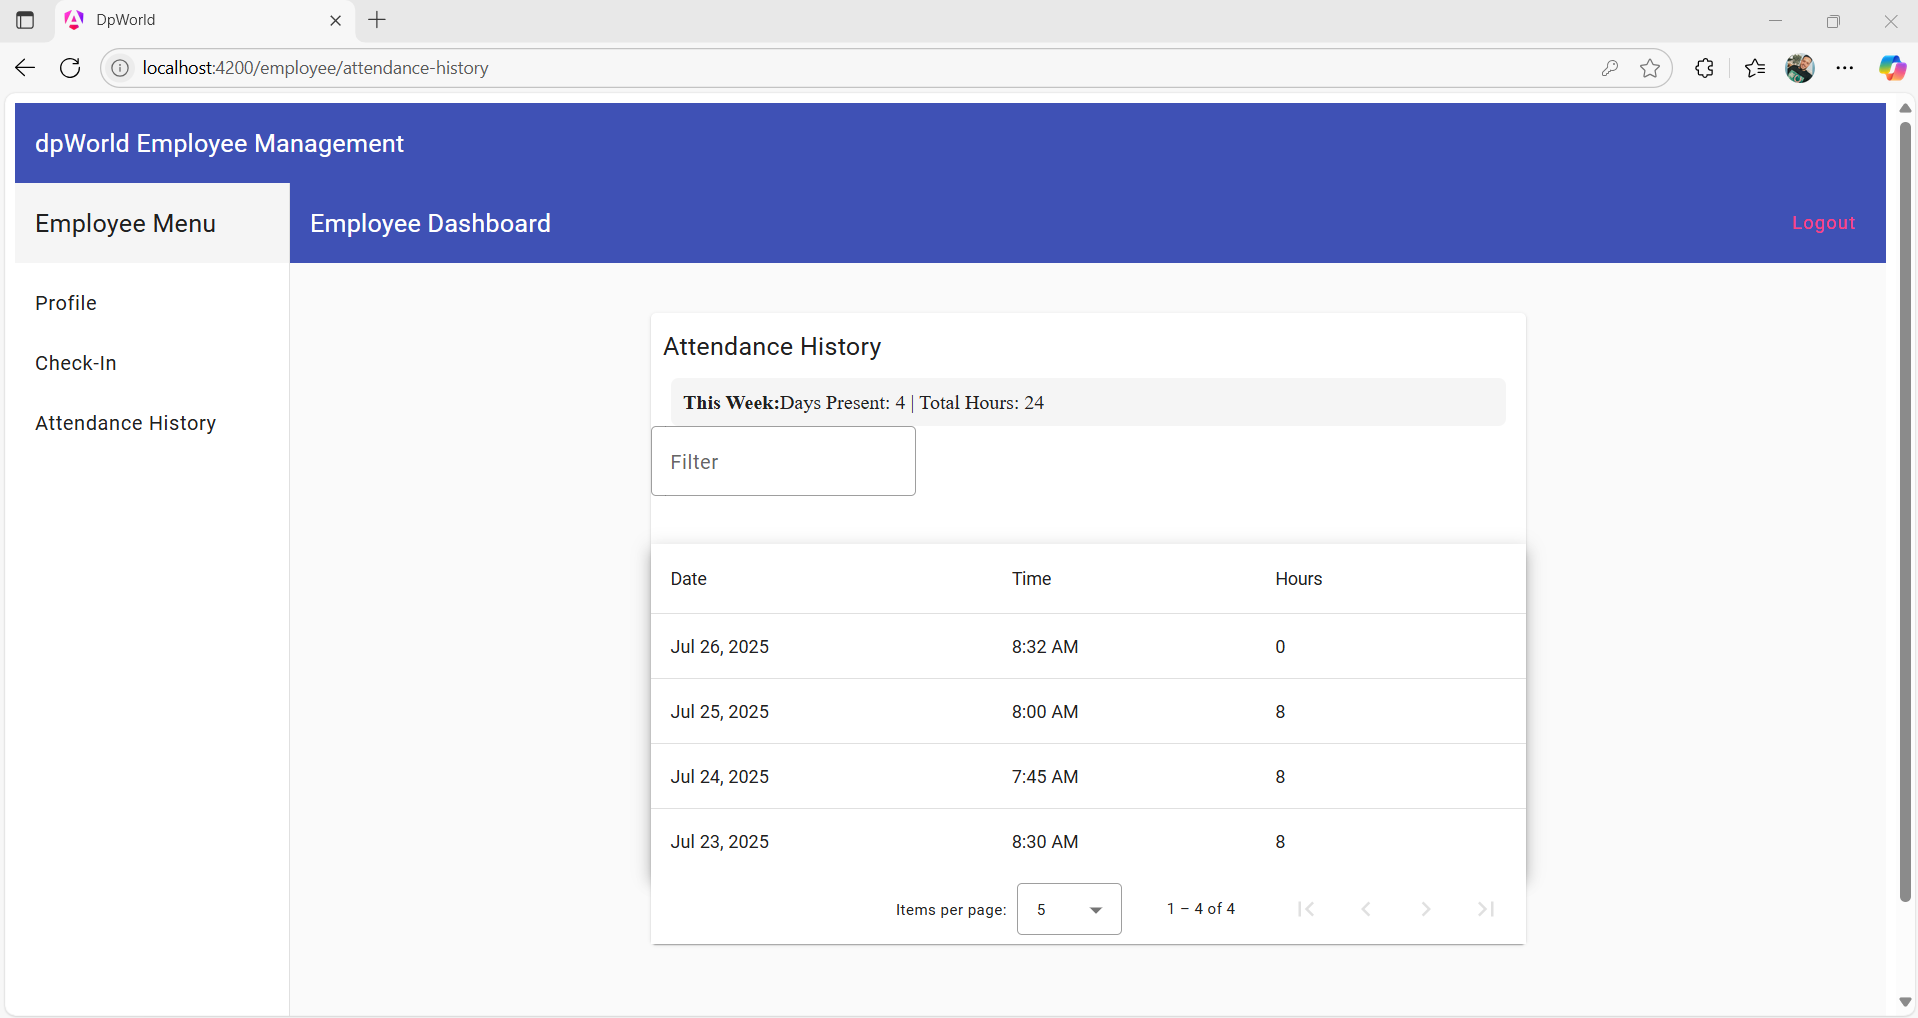 DpWorld
localhost:4200/employee/attendance-history
dpWorld Employee Management
Employee Menu
Employee Dashboard
Logout
Profile
Check-In
Attendance History
Attendance History
This Week:Days Present: 4 | Total Hours: 24
Filter
Date Time Hours
Jul 26, 2025 8:32 AM 0
Jul 25, 2025 8:00 AM 8
Jul 24, 2025 7:45 AM 8
Jul 23, 2025 8:30 AM 8
Items per page: 5 1 – 4 of 4